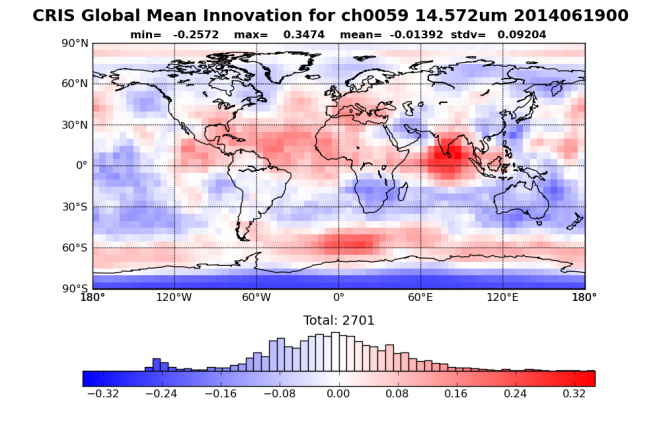 CRIS Global Mean Innovation for ch0059 14.572um 2014061900
min= -0.2572 max= 0.3474 mean= -0.01392 stdv= 0.09204
90°N
60°N
30°N
0°
30°S
60°S
90°S
180° 120°W 60°W 0° 60°E 120°E 180°
Total: 2701
−0.32 −0.24 −0.16 −0.08 0.00 0.08 0.16 0.24 0.32